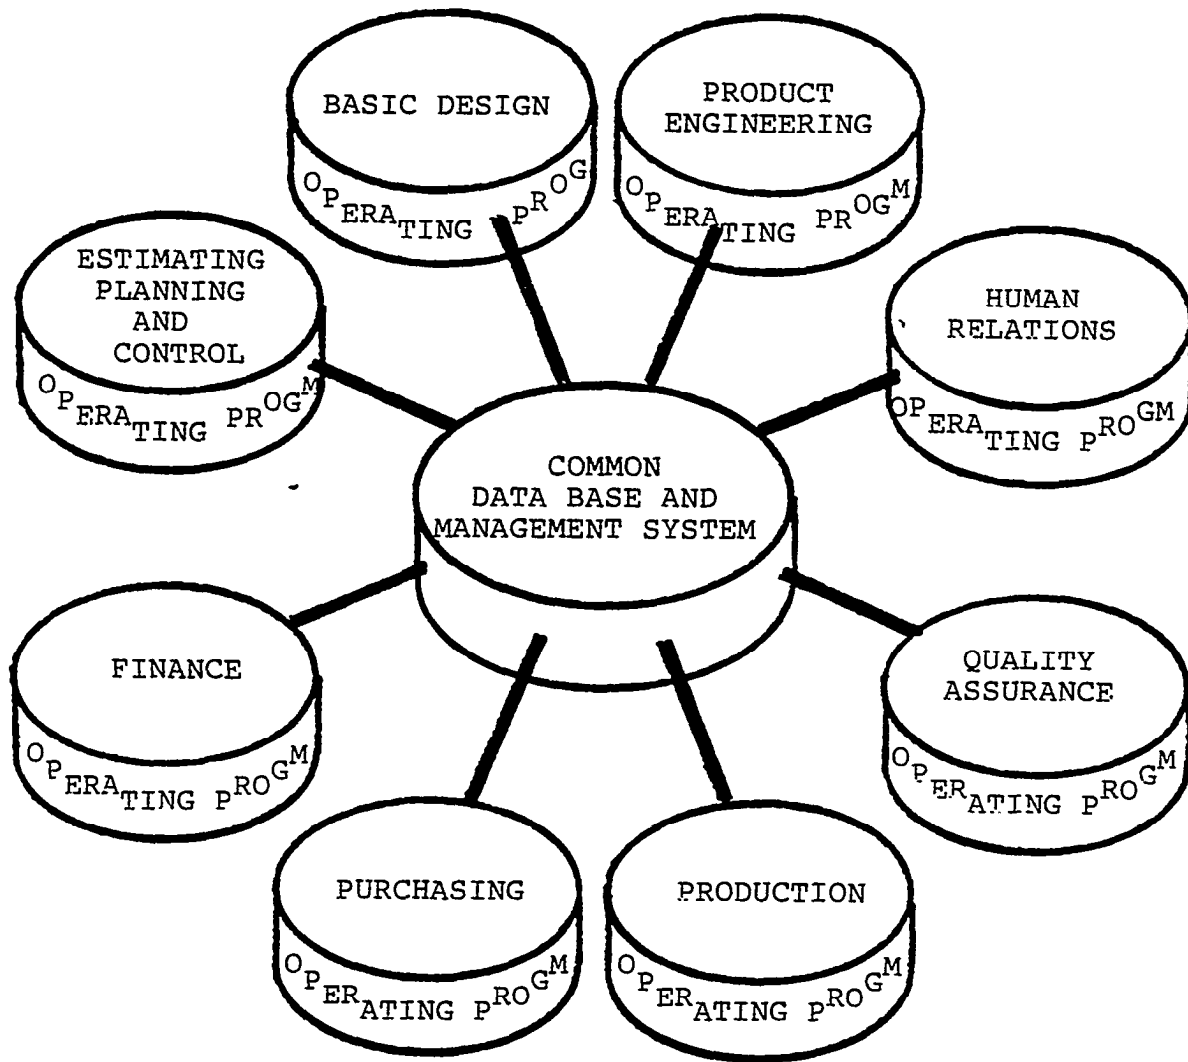 BASIC DESIGN
OPERATING PROG
PRODUCT
ENGINEERING
OPERATING PROGM
ESTIMATING
PLANNING
AND
CONTROL
OPERATING PROGM
HUMAN
RELATIONS
OPERATING PROGM
COMMON
DATA BASE AND
MANAGEMENT SYSTEM
FINANCE
OPERATING PROGM
QUALITY
ASSURANCE
OPERATING PROGM
PURCHASING
OPERATING PROGM
PRODUCTION
OPERATING PROGM